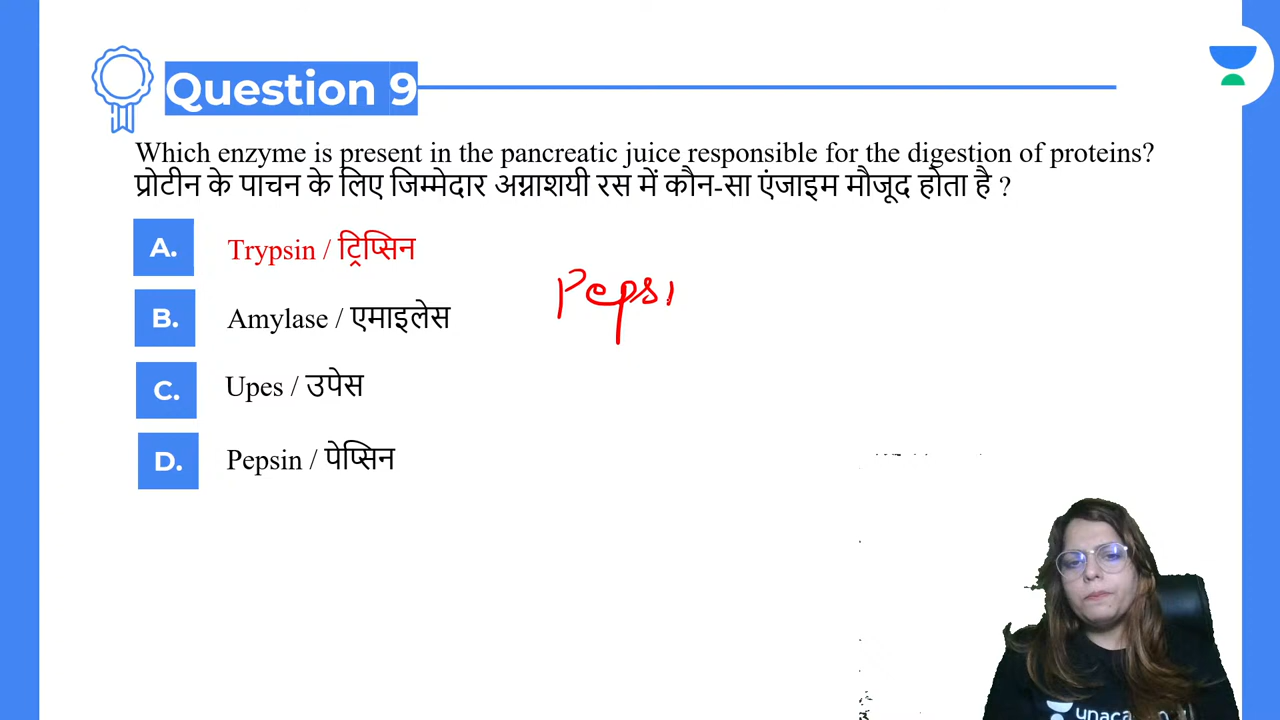 Question 9
Which enzyme is present in the pancreatic juice responsible for the digestion of proteins?
प्रोटीन के पाचन के लिए जिम्मेदार अग्नाशयी रस में कौन-सा एंजाइम मौजूद होता है ?
A. Trypsin / ट्रिप्सिन
Pepsi
B. Amylase / एमाइलेस
C. Upes / उपेस
D. Pepsin / पेप्सिन